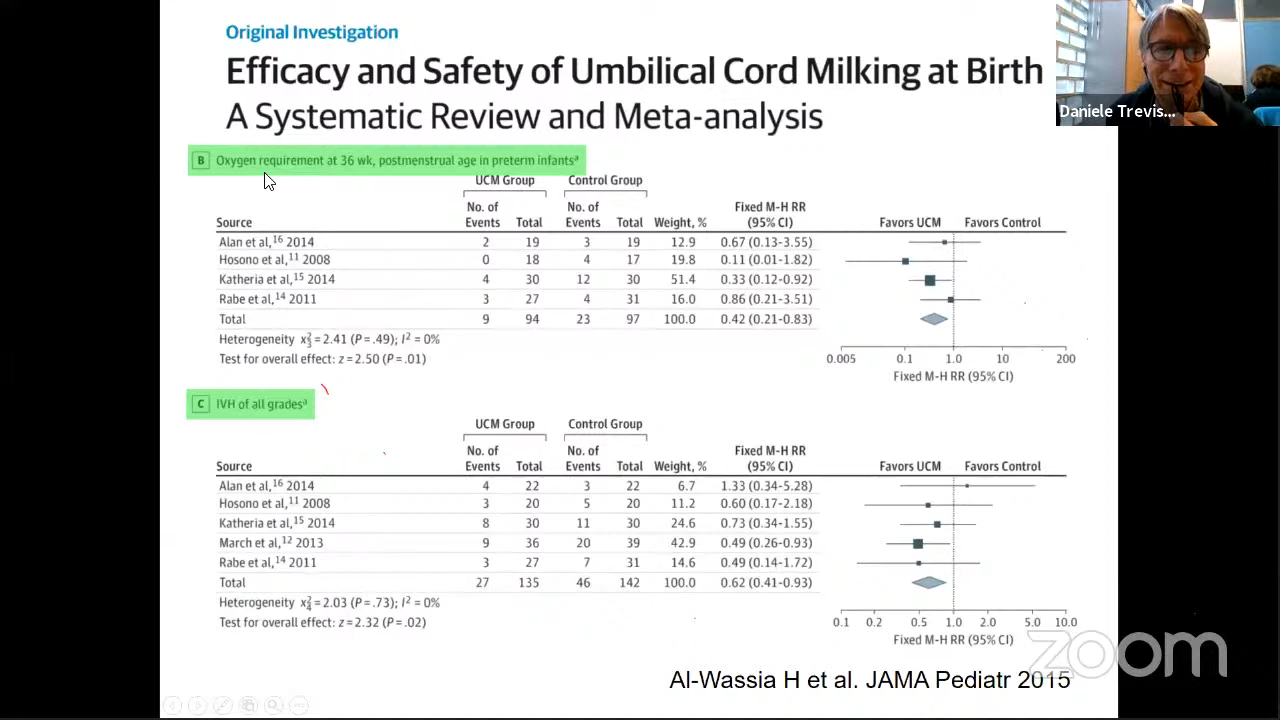 Original Investigation
Efficacy and Safety of Umbilical Cord Milking at Birth
A Systematic Review and Meta-analysis
Daniele Trevis...
B Oxygen requirement at 36 wk, postmenstrual age in preterm infantsª
UCM Group Control Group
No. of No. of Fixed M-H RR
Source Events Total Events Total Weight, % (95% CI) Favors UCM Favors Control
Alan et al,16 2014 2 19 3 19 12.9 0.67 (0.13-3.55)
Hosono et al,11 2008 0 18 4 17 19.8 0.11 (0.01-1.82)
Katheria et al,15 2014 4 30 12 30 51.4 0.33 (0.12-0.92)
Rabe et al,14 2011 3 27 4 31 16.0 0.86 (0.21-3.51)
Total 9 94 23 97 100.0 0.42 (0.21-0.83)
Heterogeneity x²₃ = 2.41 (P = .49); I² = 0%
Test for overall effect: z = 2.50 (P = .01)
0.005 0.1 1.0 10 200
Fixed M-H RR (95% CI)
C IVH of all gradesª
UCM Group Control Group
No. of No. of Fixed M-H RR
Source Events Total Events Total Weight, % (95% CI) Favors UCM Favors Control
Alan et al,16 2014 4 22 3 22 6.7 1.33 (0.34-5.28)
Hosono et al,11 2008 3 20 5 20 11.2 0.60 (0.17-2.18)
Katheria et al,15 2014 8 30 11 30 24.6 0.73 (0.34-1.55)
March et al,12 2013 9 36 20 39 42.9 0.49 (0.26-0.93)
Rabe et al,14 2011 3 27 7 31 14.6 0.49 (0.14-1.72)
Total 27 135 46 142 100.0 0.62 (0.41-0.93)
Heterogeneity x²₄ = 2.03 (P = .73); I² = 0%
Test for overall effect: z = 2.32 (P = .02)
0.1 0.2 0.5 1.0 2.0 5.0 10.0
Fixed M-H RR (95% CI)
zoom
Al-Wassia H et al. JAMA Pediatr 2015